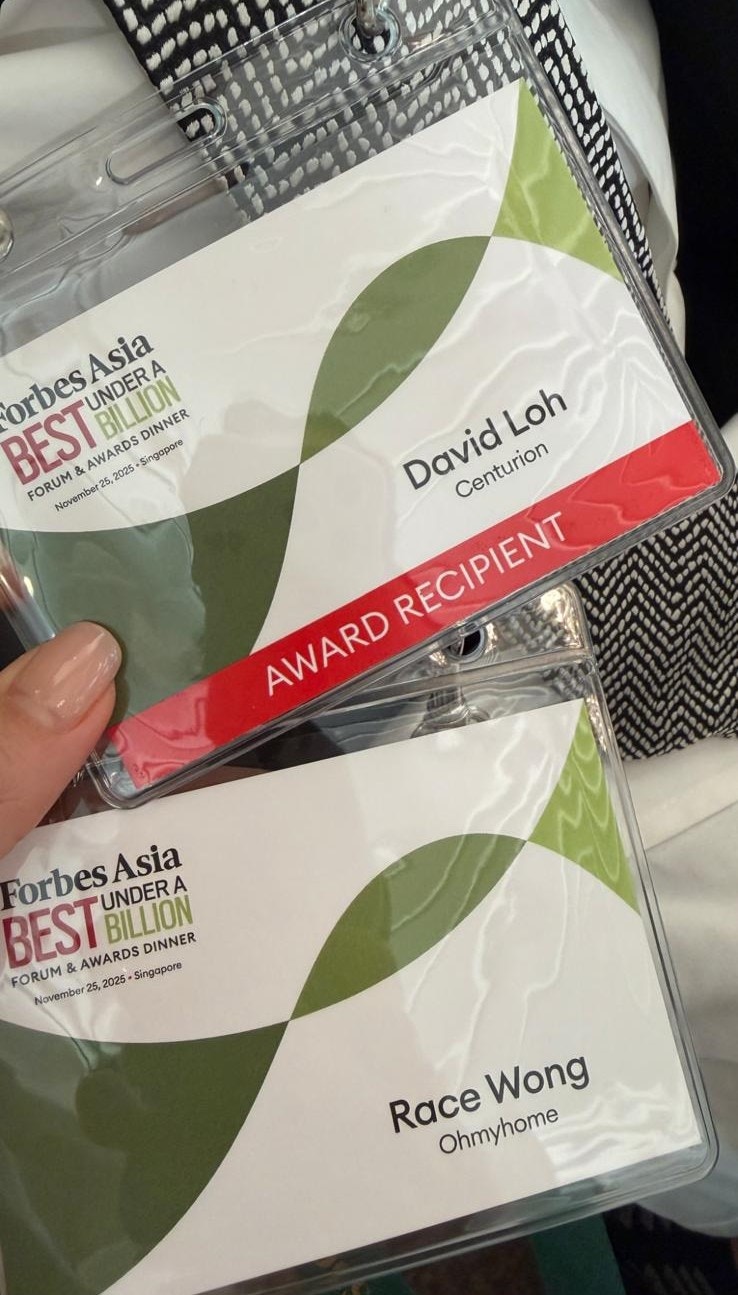 Forbes Asia
BEST UNDER A
BILLION
FORUM & AWARDS DINNER
November 25, 2025 • Singapore
David Loh
Centurion
AWARD RECIPIENT
Forbes Asia
BEST UNDER A
BILLION
FORUM & AWARDS DINNER
November 25, 2025 • Singapore
Race Wong
Ohmyhome